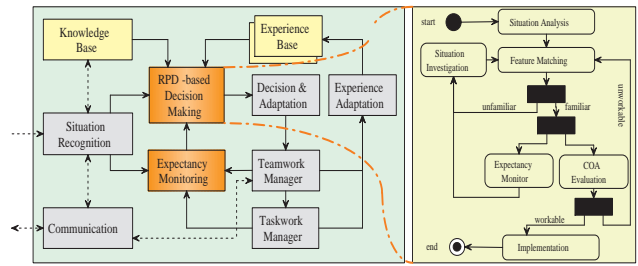 Knowledge
Base
Experience
Base
RPD -based
Decision
Making
Decision &
Adaptation
Experience
Adaptation
Situation
Recognition
Expectancy
Monitoring
Teamwork
Manager
Communication
Taskwork
Manager
start
Situation Analysis
Situation
Investigation
Feature Matching
unfamiliar
familiar
unworkable
Expectancy
Monitor
COA
Evaluation
workable
end
Implementation